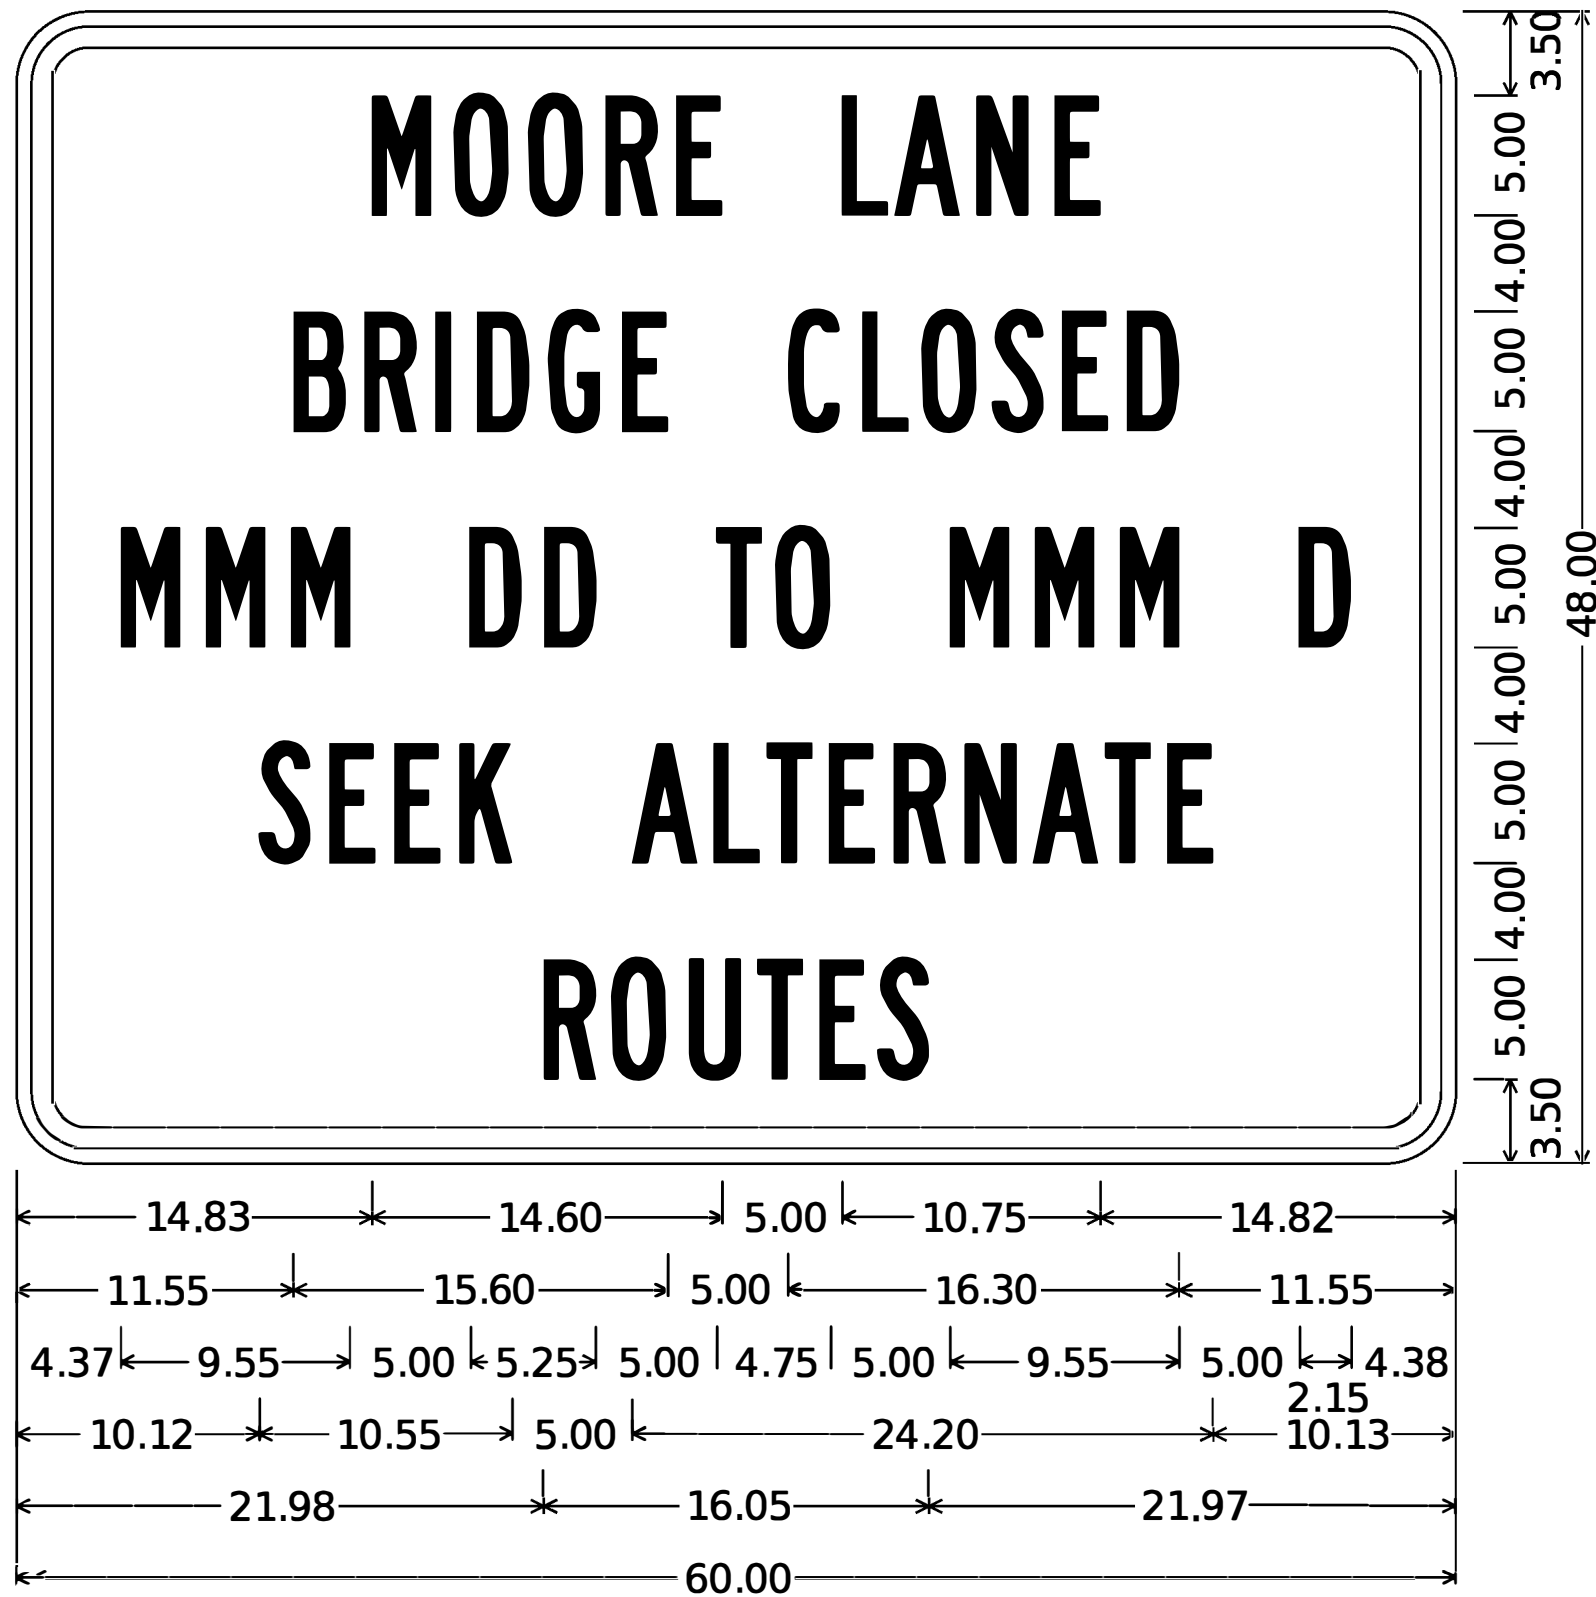 MOORE LANE
BRIDGE CLOSED
MMM DD TO MMM D
SEEK ALTERNATE
ROUTES
3.50
5.00
4.00
5.00
4.00
5.00
4.00
5.00
4.00
5.00
3.50
48.00
14.83 14.60 5.00 10.75 14.82
11.55 15.60 5.00 16.30 11.55
4.37 9.55 5.00 5.25 5.00 4.75 5.00 9.55 5.00 2.15 4.38
10.12 10.55 5.00 24.20 10.13
21.98 16.05 21.97
60.00